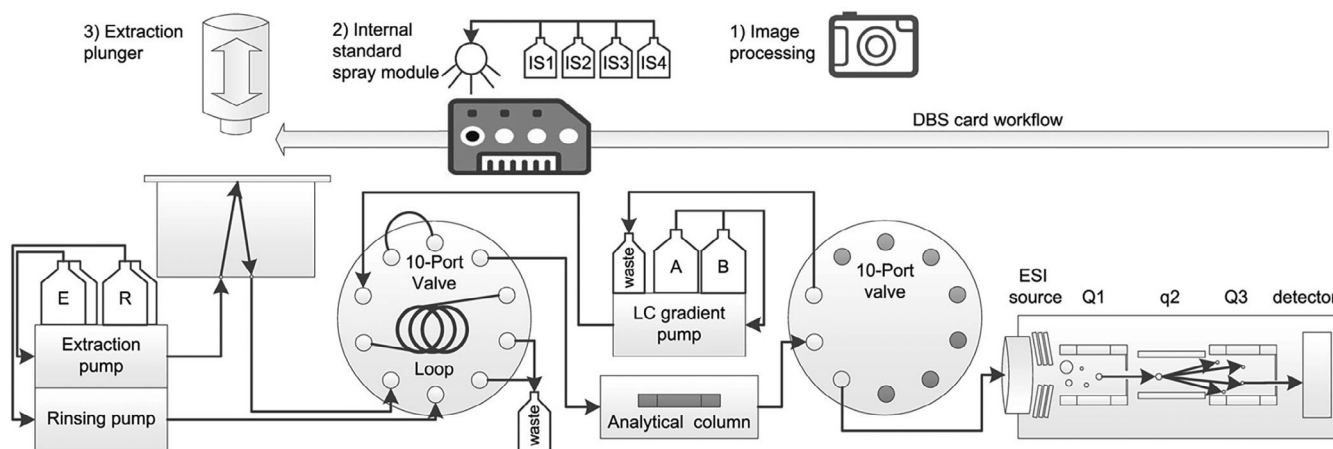 3) Extraction
plunger
2) Internal
standard
spray module
IS1
IS2
IS3
IS4
1) Image
processing
DBS card workflow
E
R
Extraction
pump
Rinsing pump
10-Port
Valve
Loop
waste
waste
A
B
LC gradient
pump
Analytical column
10-Port
valve
ESI
source
Q1
q2
Q3
detector